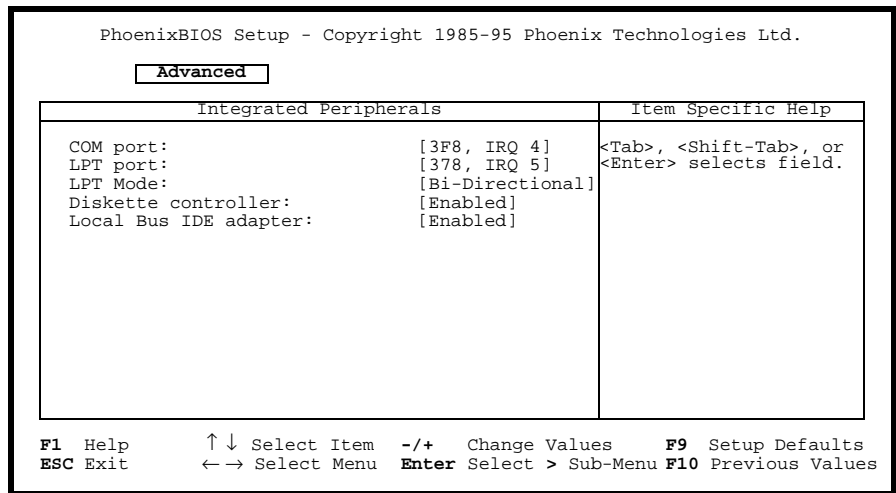 PhoenixBIOS Setup - Copyright 1985-95 Phoenix Technologies Ltd.
Advanced
Integrated Peripherals
Item Specific Help
COM port: [3F8, IRQ 4]
LPT port: [378, IRQ 5]
LPT Mode: [Bi-Directional]
Diskette controller: [Enabled]
Local Bus IDE adapter: [Enabled]
<Tab>, <Shift-Tab>, or
<Enter> selects field.
F1 Help ↑↓ Select Item -/+ Change Values F9 Setup Defaults
ESC Exit ←→ Select Menu Enter Select > Sub-Menu F10 Previous Values